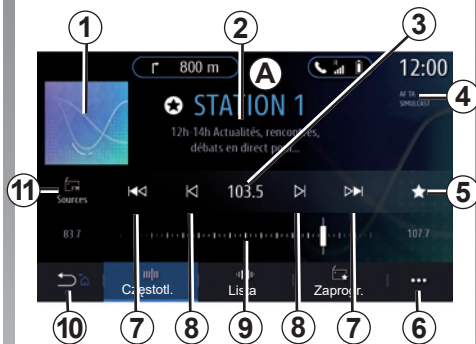 1
2
3
800 m
A
12:00
4
AF TA
SIMULCAST
STATION 1
12h-14h Actualités, rencontres,
débats en direct pour...
11
FM
Sources
103.5
5
83.7
107.7
Częstotl.
Lista
Zaprogr.
10
7
8
9
8
7
6